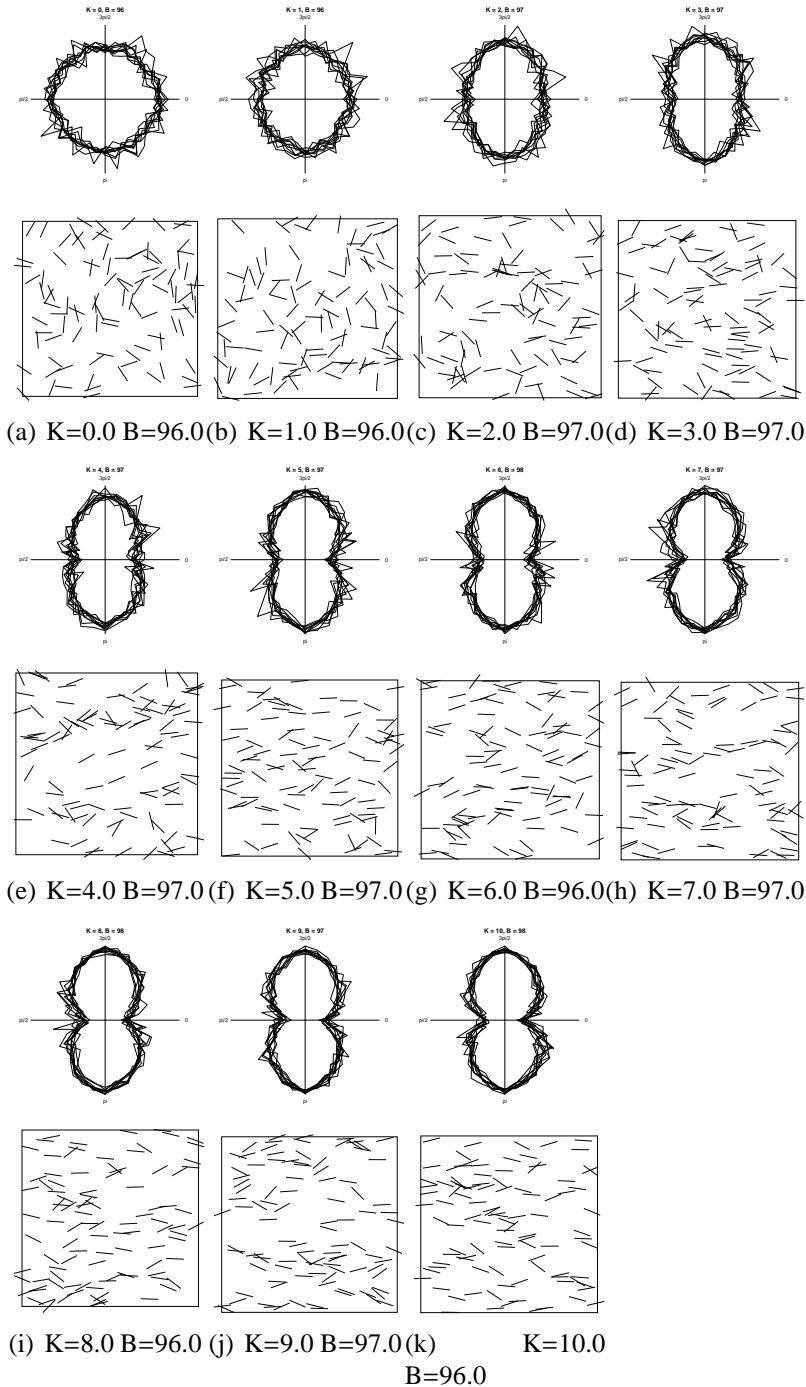 K = 0, B = 96 K = 1, B = 96 K = 2, B = 97 K = 3, B = 97
3pi/2 3pi/2 3pi/2 3pi/2
pi/2 0 pi/2 0 pi/2 0 pi/2 0
pi pi pi pi
(a) K=0.0 B=96.0 (b) K=1.0 B=96.0 (c) K=2.0 B=97.0 (d) K=3.0 B=97.0
K = 4, B = 97 K = 5, B = 97 K = 6, B = 98 K = 7, B = 97
3pi/2 3pi/2 3pi/2 3pi/2
pi/2 0 pi/2 0 pi/2 0 pi/2 0
pi pi pi pi
(e) K=4.0 B=97.0 (f) K=5.0 B=97.0 (g) K=6.0 B=96.0 (h) K=7.0 B=97.0
K = 8, B = 98 K = 9, B = 97 K = 10, B = 98
3pi/2 3pi/2 3pi/2
pi/2 0 pi/2 0 pi/2 0
pi pi pi
(i) K=8.0 B=96.0 (j) K=9.0 B=97.0 (k) K=10.0
B=96.0